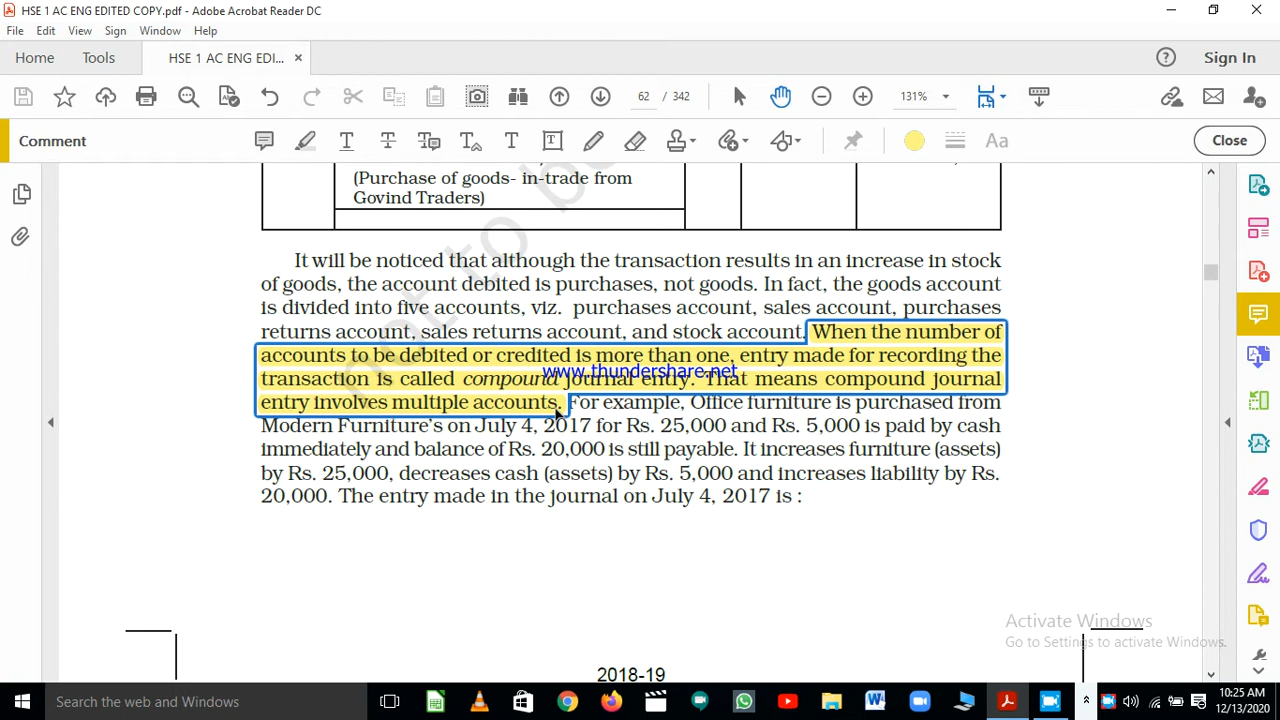 HSE 1 AC ENG EDITED COPY.pdf - Adobe Acrobat Reader DC
File Edit View Sign Window Help
Home Tools HSE 1 AC ENG EDI... × ? Sign In
62 / 342 131%
Comment T T T T T Aa Close
(Purchase of goods- in-trade from
Govind Traders)
It will be noticed that although the transaction results in an increase in stock
of goods, the account debited is purchases, not goods. In fact, the goods account
is divided into five accounts, viz. purchases account, sales account, purchases
returns account, sales returns account, and stock account. When the number of
accounts to be debited or credited is more than one, entry made for recording the
www.thundershare.net
transaction is called compound journal entry. That means compound journal
entry involves multiple accounts. For example, Office furniture is purchased from
Modern Furniture's on July 4, 2017 for Rs. 25,000 and Rs. 5,000 is paid by cash
immediately and balance of Rs. 20,000 is still payable. It increases furniture (assets)
by Rs. 25,000, decreases cash (assets) by Rs. 5,000 and increases liability by Rs.
20,000. The entry made in the journal on July 4, 2017 is :
not to be
Activate Windows
Go to Settings to activate Windows.
2018-19
Search the web and Windows
10:25 AM
12/13/2020